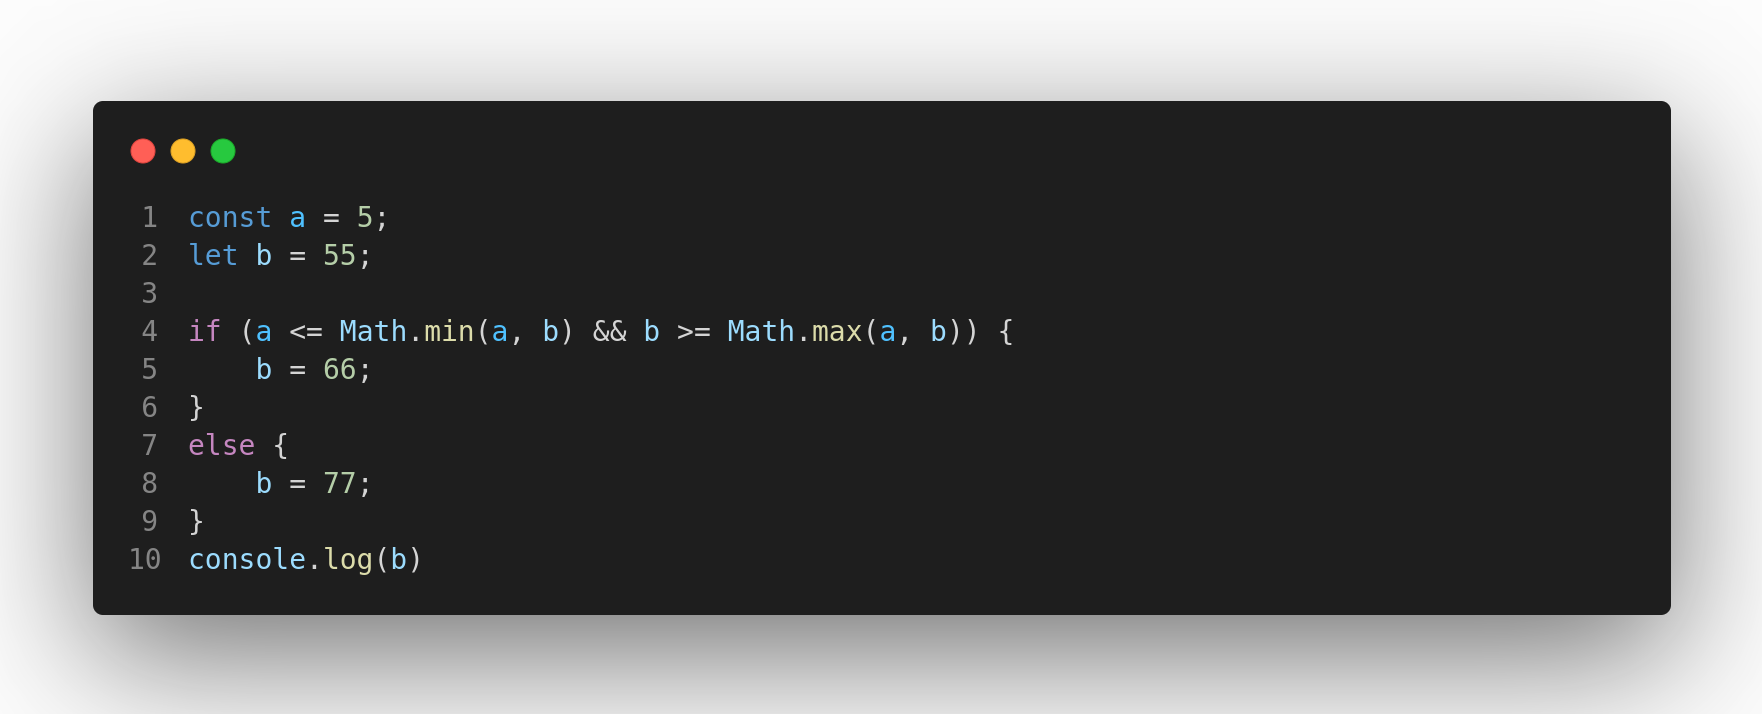 1 const a = 5;
2 let b = 55;
3
4 if (a <= Math.min(a, b) && b >= Math.max(a, b)) {
5     b = 66;
6 }
7 else {
8     b = 77;
9 }
10 console.log(b)